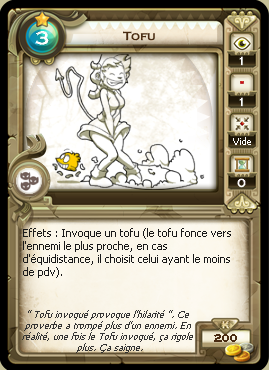 3
TOFU
1
1
Vide
0
Effets : Invoque un tofu (le tofu fonce vers
l'ennemi le plus proche, en cas
d'équidistance, il choisit celui ayant le moins
de pdv).
" Tofu invoqué provoque l'hilarité ". Ce
proverbe a trompé plus d'un ennemi. En
réalité, une fois le Tofu invoqué, ça rigole
plus. Ça saigne.
K
200